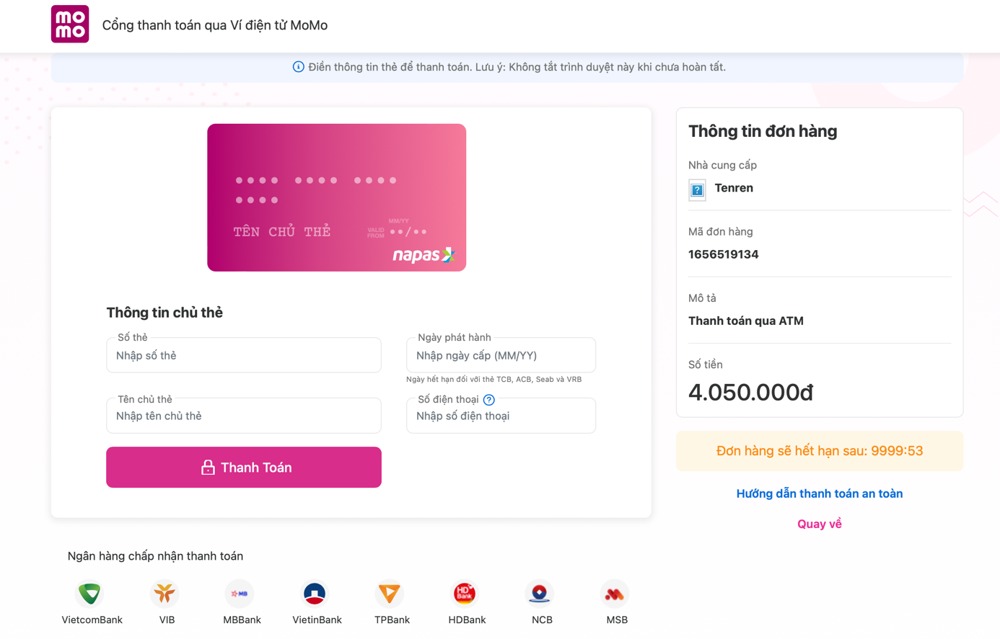 mo
mo
Cổng thanh toán qua Ví điện tử MoMo
Điền thông tin thẻ để thanh toán. Lưu ý: Không tắt trình duyệt này khi chưa hoàn tất.
TÊN CHỦ THẺ
VALID
FROM
MM/YY
••/••
napas
Thông tin chủ thẻ
Số thẻ
Nhập số thẻ
Ngày phát hành
Nhập ngày cấp (MM/YY)
Ngày hết hạn đối với thẻ TCB, ACB, Seab và VRB
Tên chủ thẻ
Nhập tên chủ thẻ
Số điện thoại ?
Nhập số điện thoại
Thanh Toán
Thông tin đơn hàng
Nhà cung cấp
? Tenren
Mã đơn hàng
1656519134
Mô tả
Thanh toán qua ATM
Số tiền
4.050.000đ
Đơn hàng sẽ hết hạn sau: 9999:53
Hướng dẫn thanh toán an toàn
Quay về
Ngân hàng chấp nhận thanh toán
MB
HD
Bank
VietcomBank
VIB
MBBank
VietinBank
TPBank
HDBank
NCB
MSB